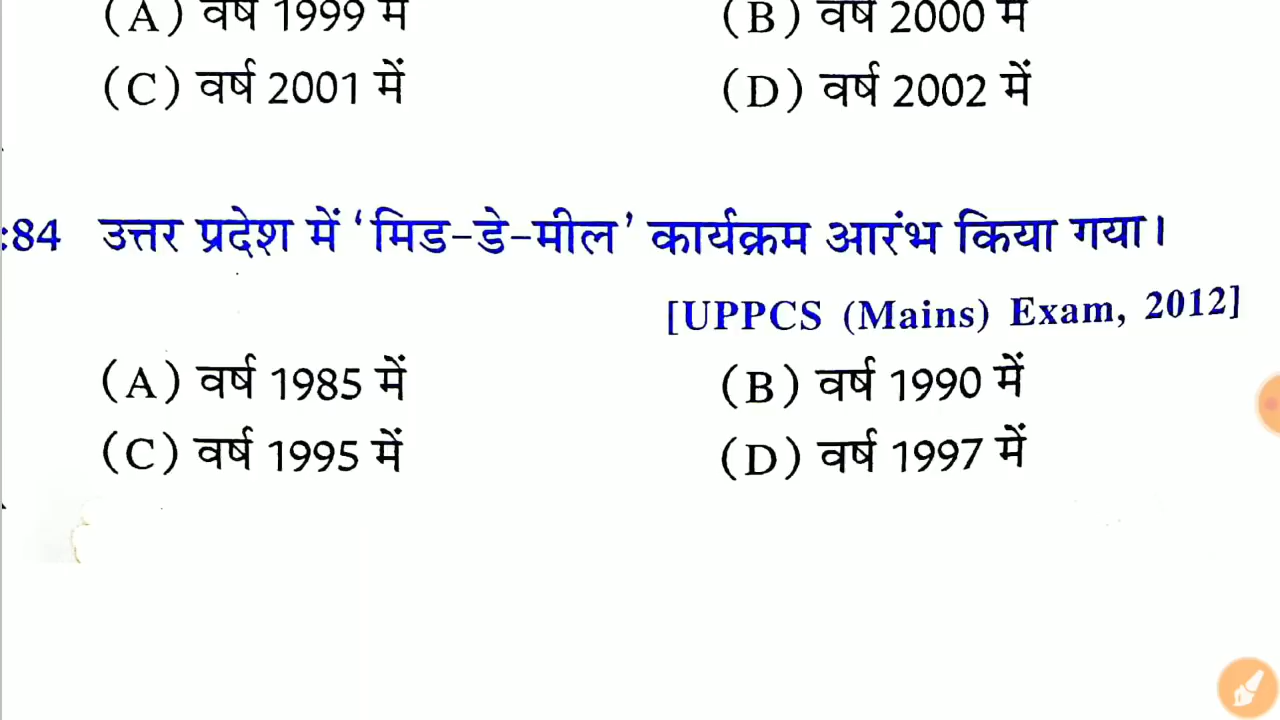 (A) वर्ष 1999 में (B) वर्ष 2000 में
(C) वर्ष 2001 में (D) वर्ष 2002 में
:84 उत्तर प्रदेश में ‘मिड-डे-मील’ कार्यक्रम आरंभ किया गया।
[UPPCS (Mains) Exam, 2012]
(A) वर्ष 1985 में (B) वर्ष 1990 में
(C) वर्ष 1995 में (D) वर्ष 1997 में